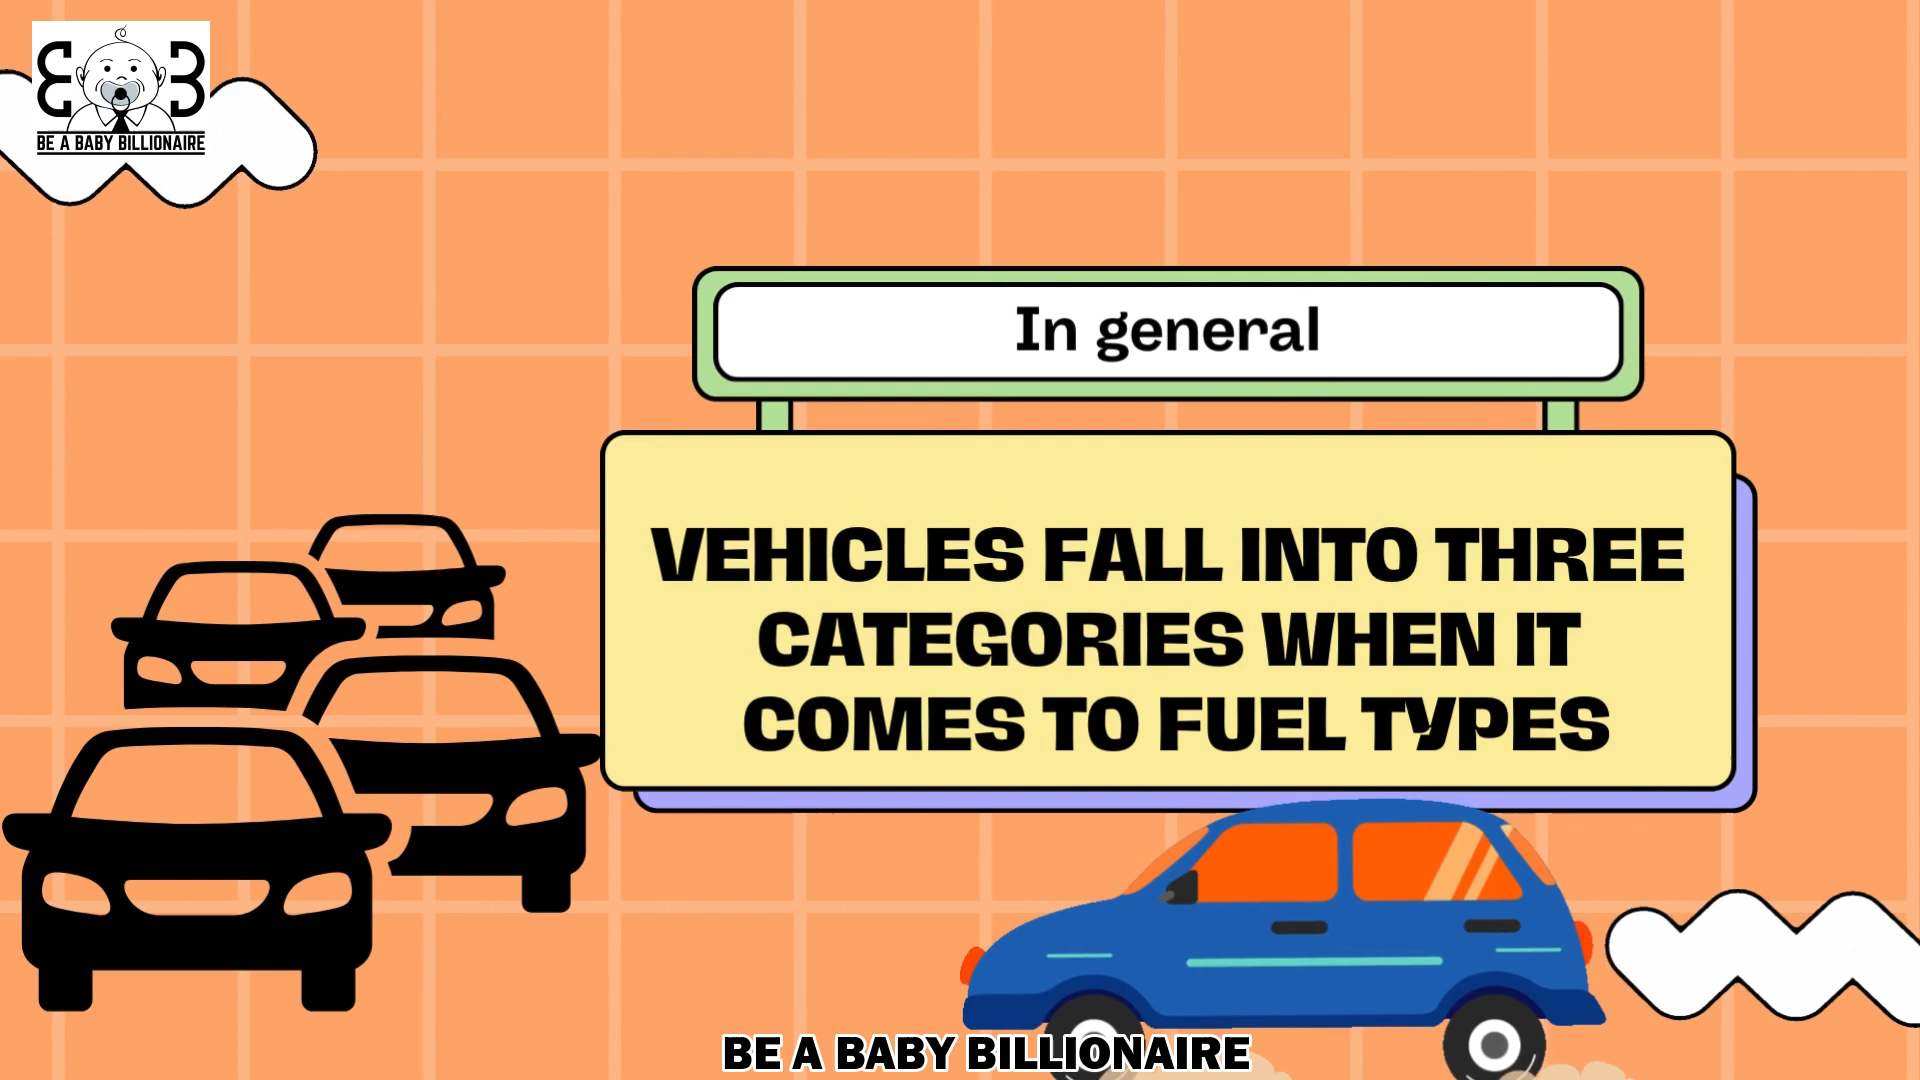 BE A BABY BILLIONAIRE
In general
VEHICLES FALL INTO THREE
CATEGORIES WHEN IT
COMES TO FUEL TYPES
BE A BABY BILLIONAIRE